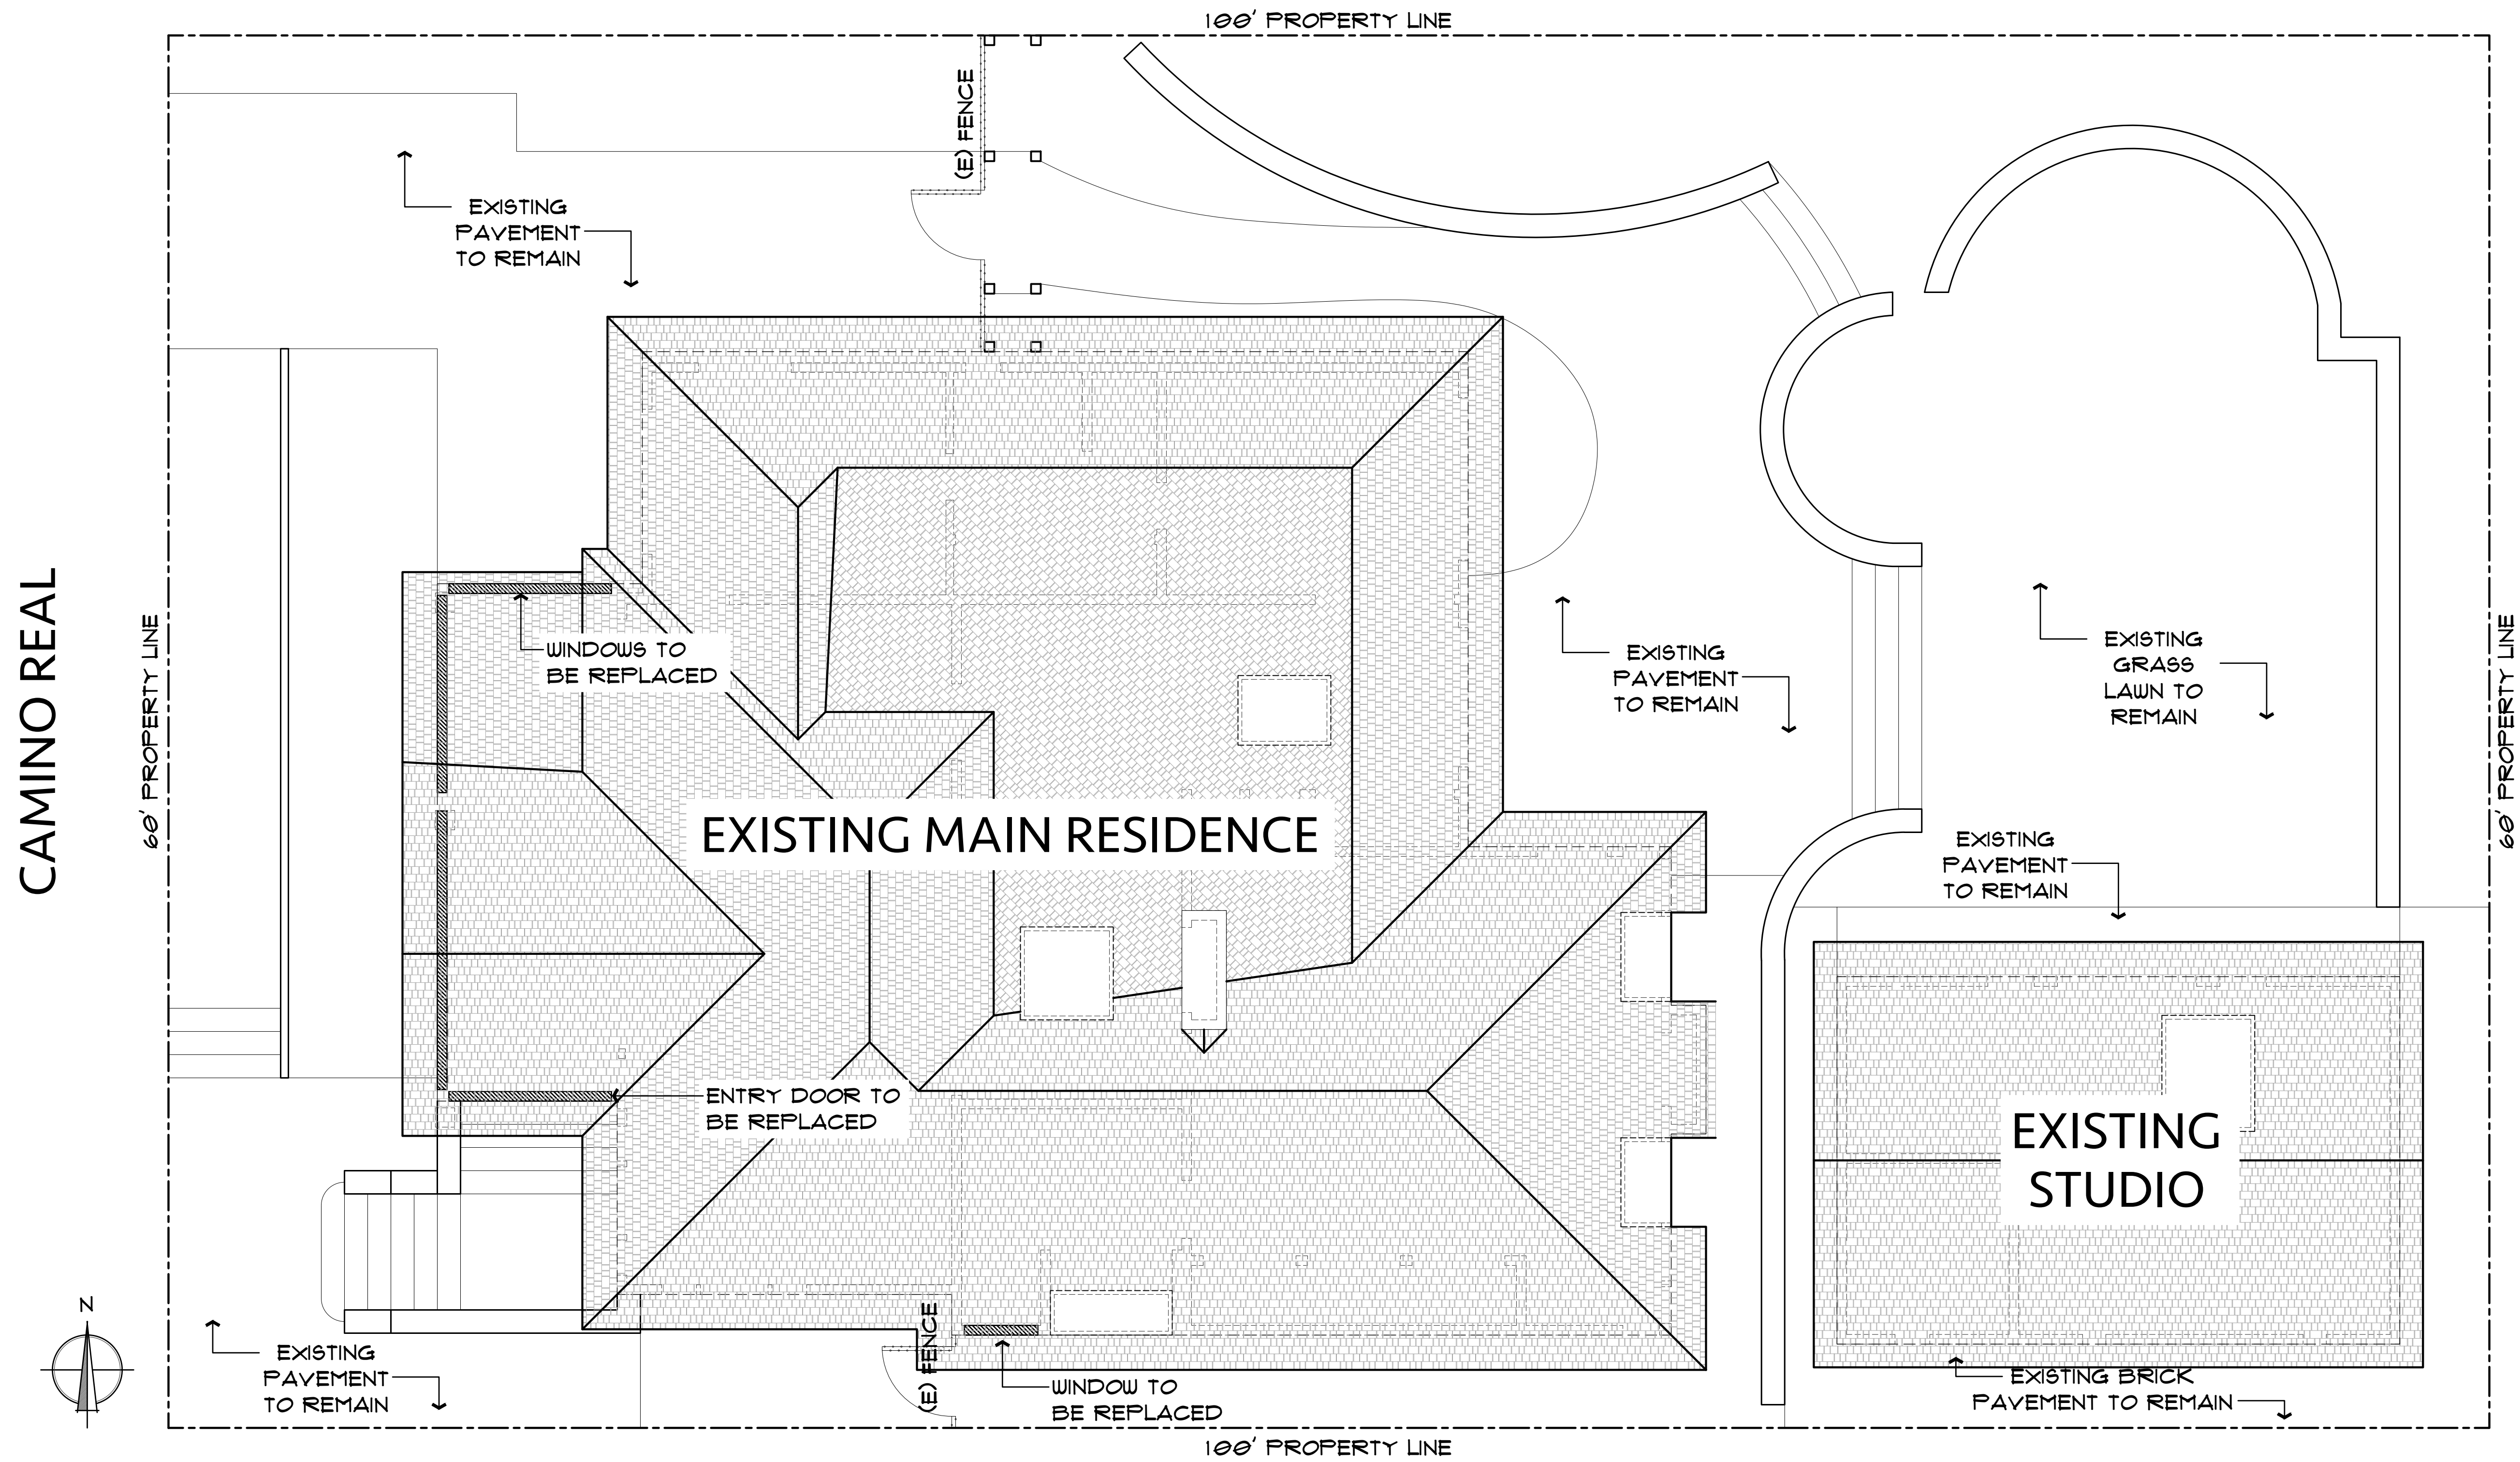 100' PROPERTY LINE
(E) FENCE
EXISTING
PAVEMENT
TO REMAIN
CAMINO REAL
60' PROPERTY LINE
WINDOWS TO
BE REPLACED
EXISTING MAIN RESIDENCE
EXISTING
PAVEMENT
TO REMAIN
EXISTING
GRASS
LAWN TO
REMAIN
60' PROPERTY LINE
EXISTING
PAVEMENT
TO REMAIN
ENTRY DOOR TO
BE REPLACED
EXISTING
STUDIO
N
EXISTING
PAVEMENT
TO REMAIN
(E) FENCE
WINDOW TO
BE REPLACED
EXISTING BRICK
PAVEMENT TO REMAIN
100' PROPERTY LINE